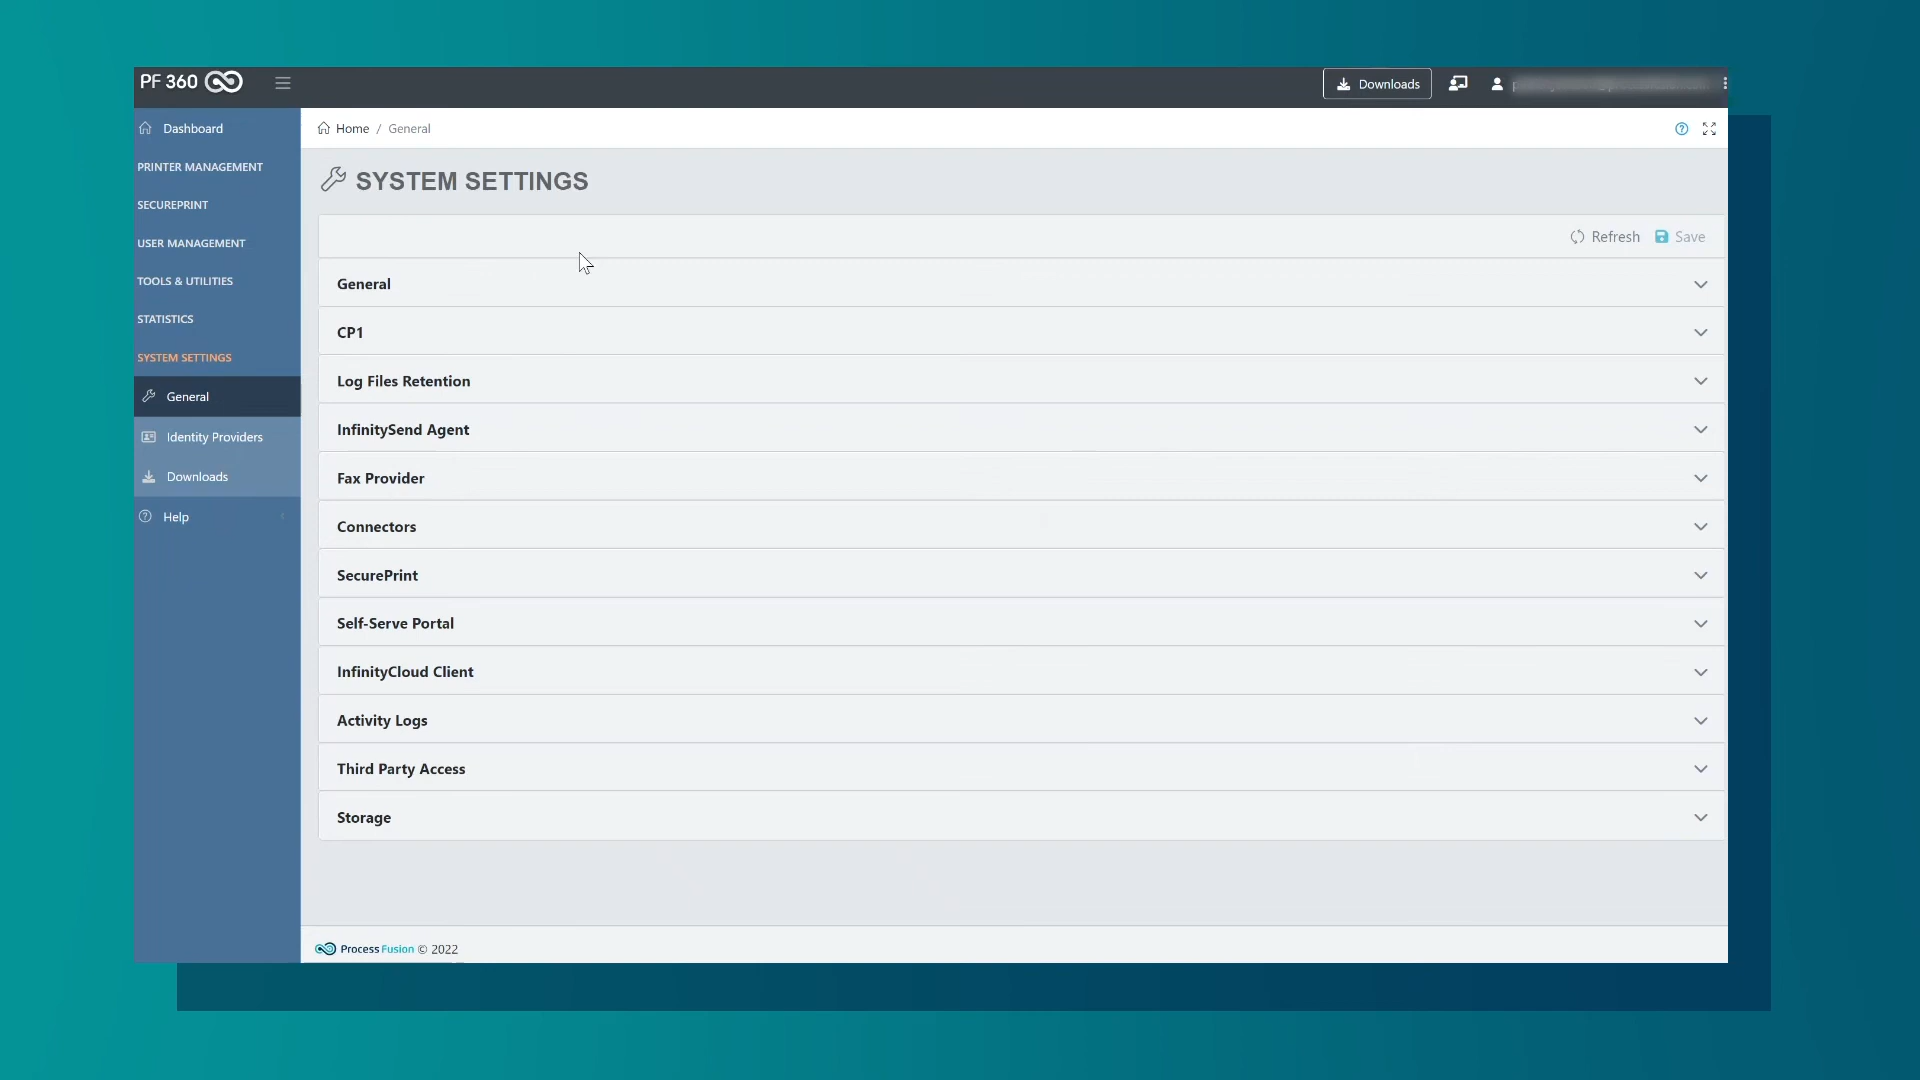 PF 360
Downloads
Dashboard
PRINTER MANAGEMENT
SECUREPRINT
USER MANAGEMENT
TOOLS & UTILITIES
STATISTICS
SYSTEM SETTINGS
General
Identity Providers
Downloads
Help
Home / General
SYSTEM SETTINGS
Refresh Save
General
CP1
Log Files Retention
InfinitySend Agent
Fax Provider
Connectors
SecurePrint
Self-Serve Portal
InfinityCloud Client
Activity Logs
Third Party Access
Storage
ProcessFusion © 2022